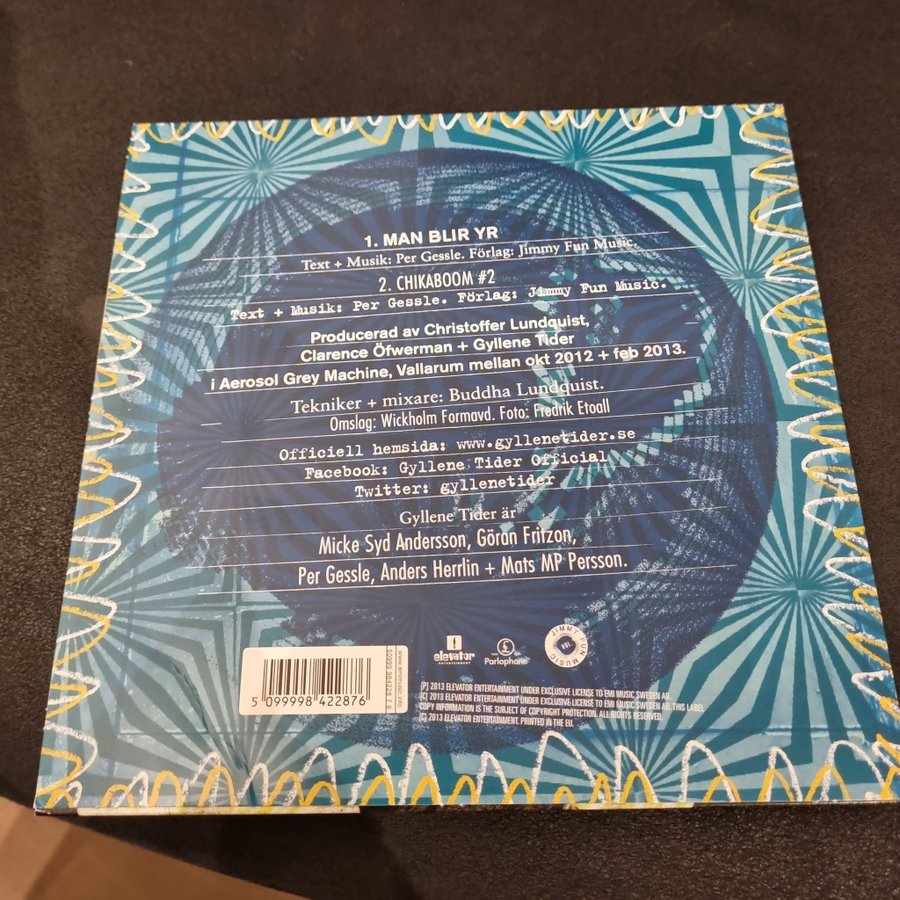 1. MAN BLIR YR
Text + Musik: Per Gessle. Förlag: Jimmy Fun Music.
2. CHIKABOOM #2
Text + Musik: Per Gessle. Förlag: Jimmy Fun Music.
Producerad av Christoffer Lundquist,
Clarence Öfwerman + Gyllene Tider
i Aerosol Grey Machine, Vallarum mellan okt 2012 + feb 2013.
Tekniker + mixare: Buddha Lundquist.
Omslag: Wickholm Formavd. Foto: Fredrik Etoall
Officiell hemsida: www.gyllenetider.se
Facebook: Gyllene Tider Official
Twitter: gyllenetider
Gyllene Tider är
Micke Syd Andersson, Göran Fritzon,
Per Gessle, Anders Herrlin + Mats MP Persson.
elevator
ENTERTAINMENT
Parlophone
JIMMY FUN MUSIC
5 099998 422876
www.emimusic.info
(P) 2013 ELEVATOR ENTERTAINMENT UNDER EXCLUSIVE LICENSE TO EMI MUSIC SWEDEN AB.
(C) 2013 ELEVATOR ENTERTAINMENT UNDER EXCLUSIVE LICENSE TO EMI MUSIC SWEDEN AB. THIS LABEL
COPY INFORMATION IS THE SUBJECT OF COPYRIGHT PROTECTION. ALL RIGHTS RESERVED.
(C) 2013 ELEVATOR ENTERTAINMENT. PRINTED IN THE EU.